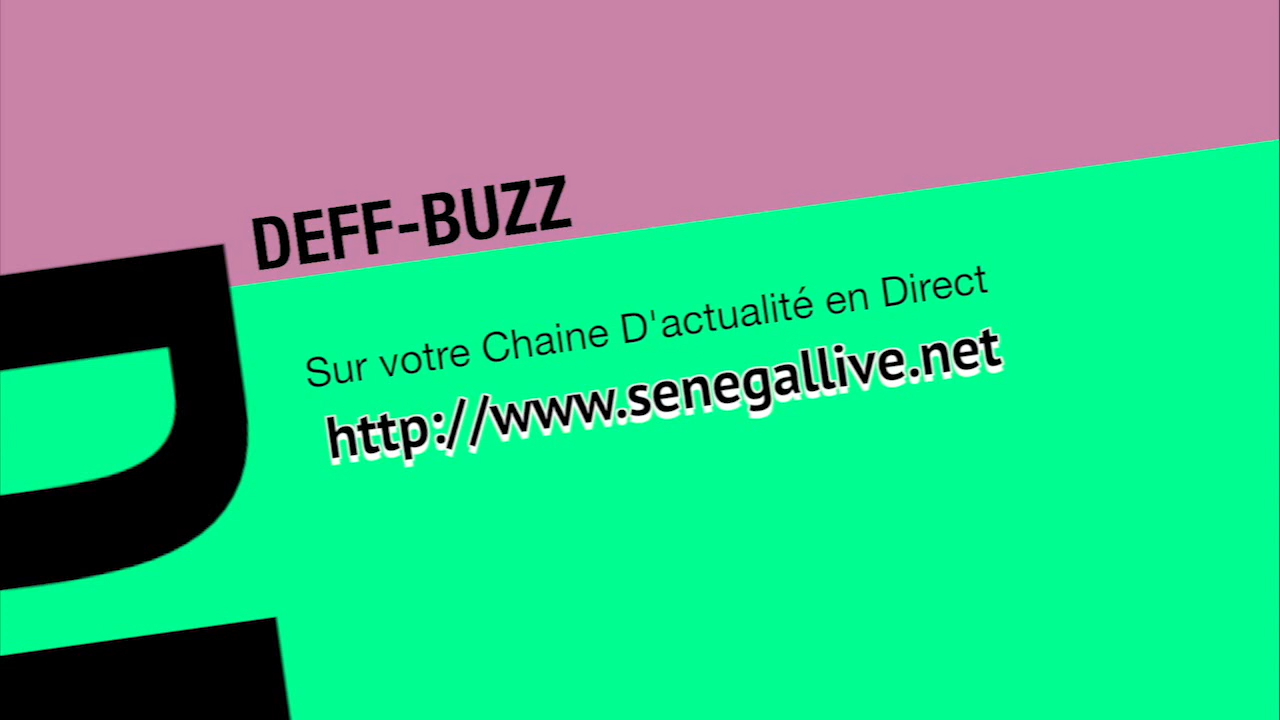 DEFF-BUZZ
Sur votre Chaine D'actualité en Direct
http://www.senegallive.net